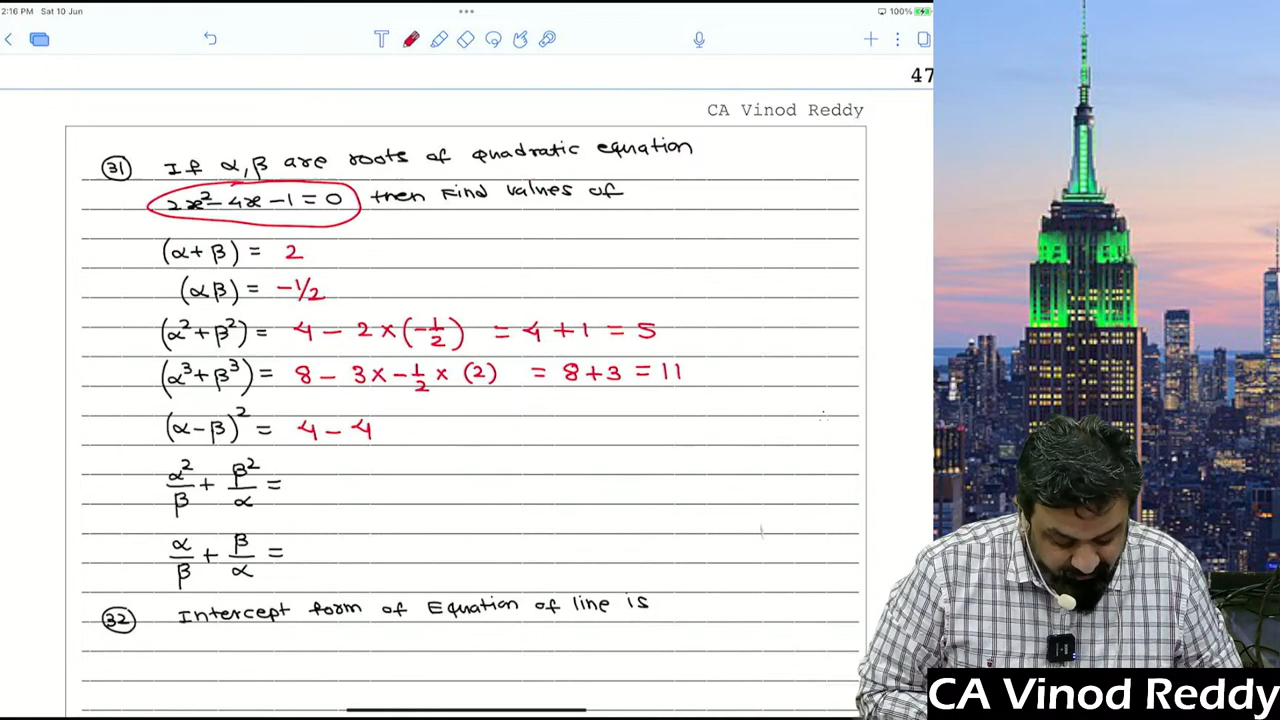 2:16 PM Sat 10 Jun
100%
T
47
CA Vinod Reddy
31 If α, β are roots of quadratic equation
2x² - 4x - 1 = 0 then Find values of
(α + β) = 2
(αβ) = -1/2
(α² + β²) = 4 - 2 × (-1/2) = 4 + 1 = 5
(α³ + β³) = 8 - 3 × -1/2 × (2) = 8 + 3 = 11
(α - β)² = 4 - 4
α²/β + β²/α =
α/β + β/α =
32 Intercept form of Equation of line is
CA Vinod Reddy